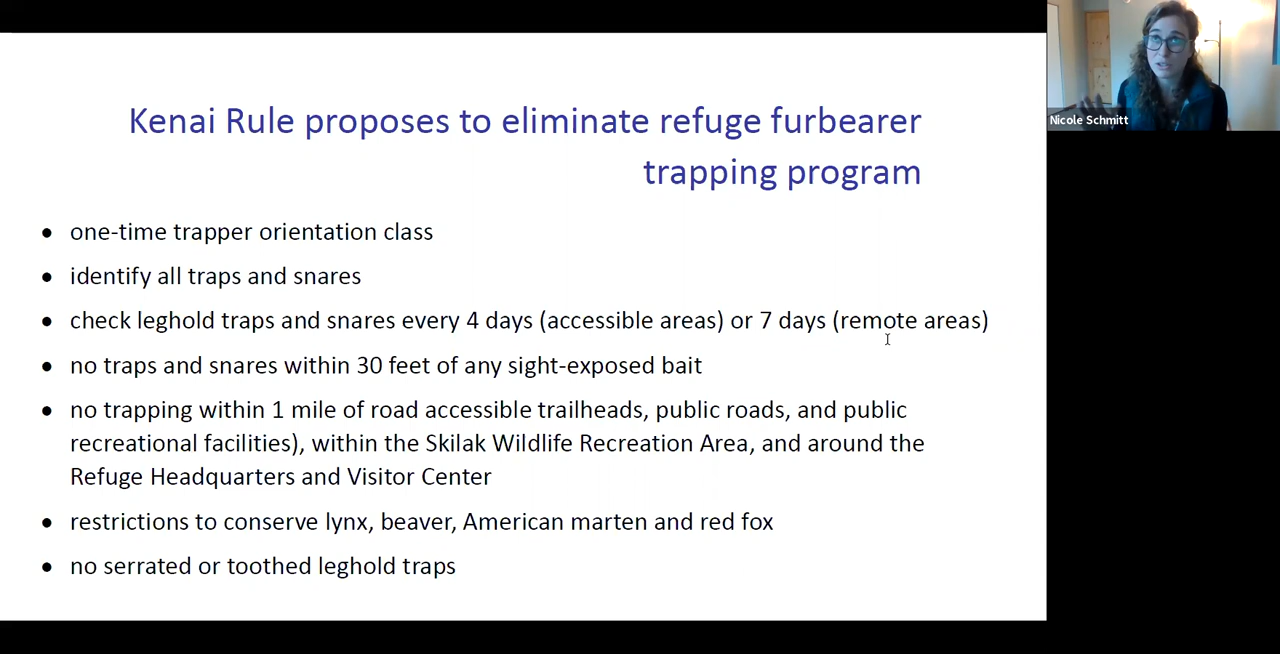 Kenai Rule proposes to eliminate refuge furbearer
trapping program
• one-time trapper orientation class
• identify all traps and snares
• check leghold traps and snares every 4 days (accessible areas) or 7 days (remote areas)
• no traps and snares within 30 feet of any sight-exposed bait
• no trapping within 1 mile of road accessible trailheads, public roads, and public
recreational facilities), within the Skilak Wildlife Recreation Area, and around the
Refuge Headquarters and Visitor Center
• restrictions to conserve lynx, beaver, American marten and red fox
• no serrated or toothed leghold traps
Nicole Schmitt